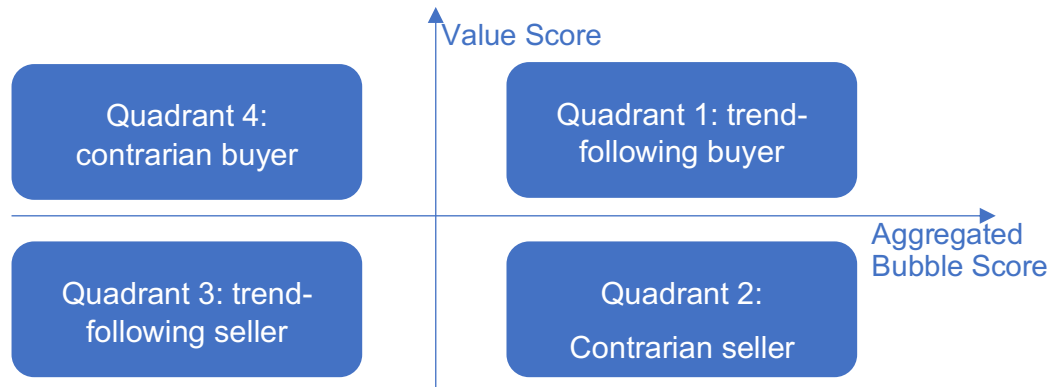 Value Score
Quadrant 4:
contrarian buyer
Quadrant 1: trend-
following buyer
Aggregated
Bubble Score
Quadrant 3: trend-
following seller
Quadrant 2:
Contrarian seller